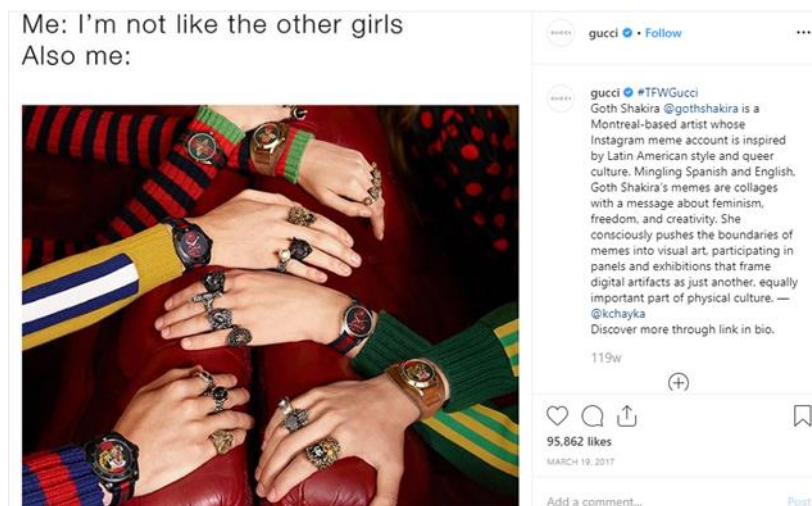 Me: I'm not like the other girls
Also me:
GUCCI
gucci • Follow
GUCCI
gucci #TFWGucci
Goth Shakira @gothshakira is a
Montreal-based artist whose
Instagram meme account is inspired
by Latin American style and queer
culture. Mingling Spanish and English,
Goth Shakira's memes are collages
with a message about feminism,
freedom, and creativity. She
consciously pushes the boundaries of
memes into visual art, participating in
panels and exhibitions that frame
digital artifacts as just another, equally
important part of physical culture. —
@kchayka
Discover more through link in bio.
119w
95,862 likes
MARCH 19, 2017
Add a comment...
Post